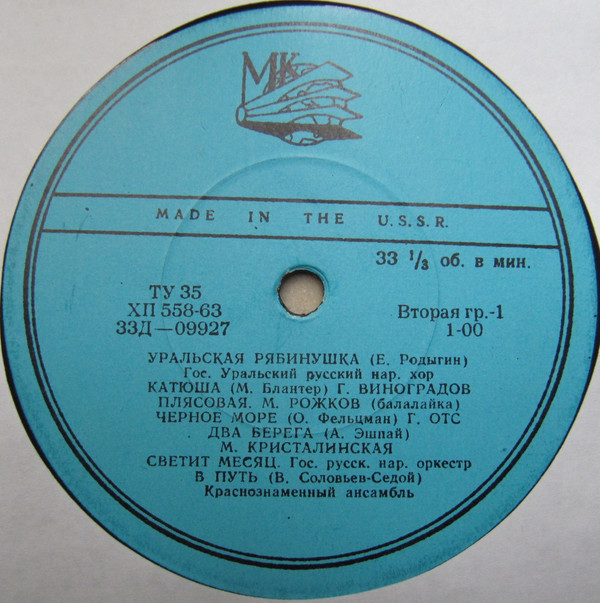 МК
MADE IN THE U.S.S.R.
33 1/3 об. в мин.
ТУ 35
ХП 558-63
33Д—09927
Вторая гр.-1
1-00
УРАЛЬСКАЯ РЯБИНУШКА (Е. Родыгин)
Гос. Уральский русский нар. хор
КАТЮША (М. Блантер) Г. ВИНОГРАДОВ
ПЛЯСОВАЯ. М. РОЖКОВ (балалайка)
ЧЕРНОЕ МОРЕ (О. Фельцман) Г. ОТС
ДВА БЕРЕГА (А. Эшпай)
М. КРИСТАЛИНСКАЯ
СВЕТИТ МЕСЯЦ. Гос. русск. нар. оркестр
В ПУТЬ (В. Соловьев-Седой)
Краснознаменный ансамбль